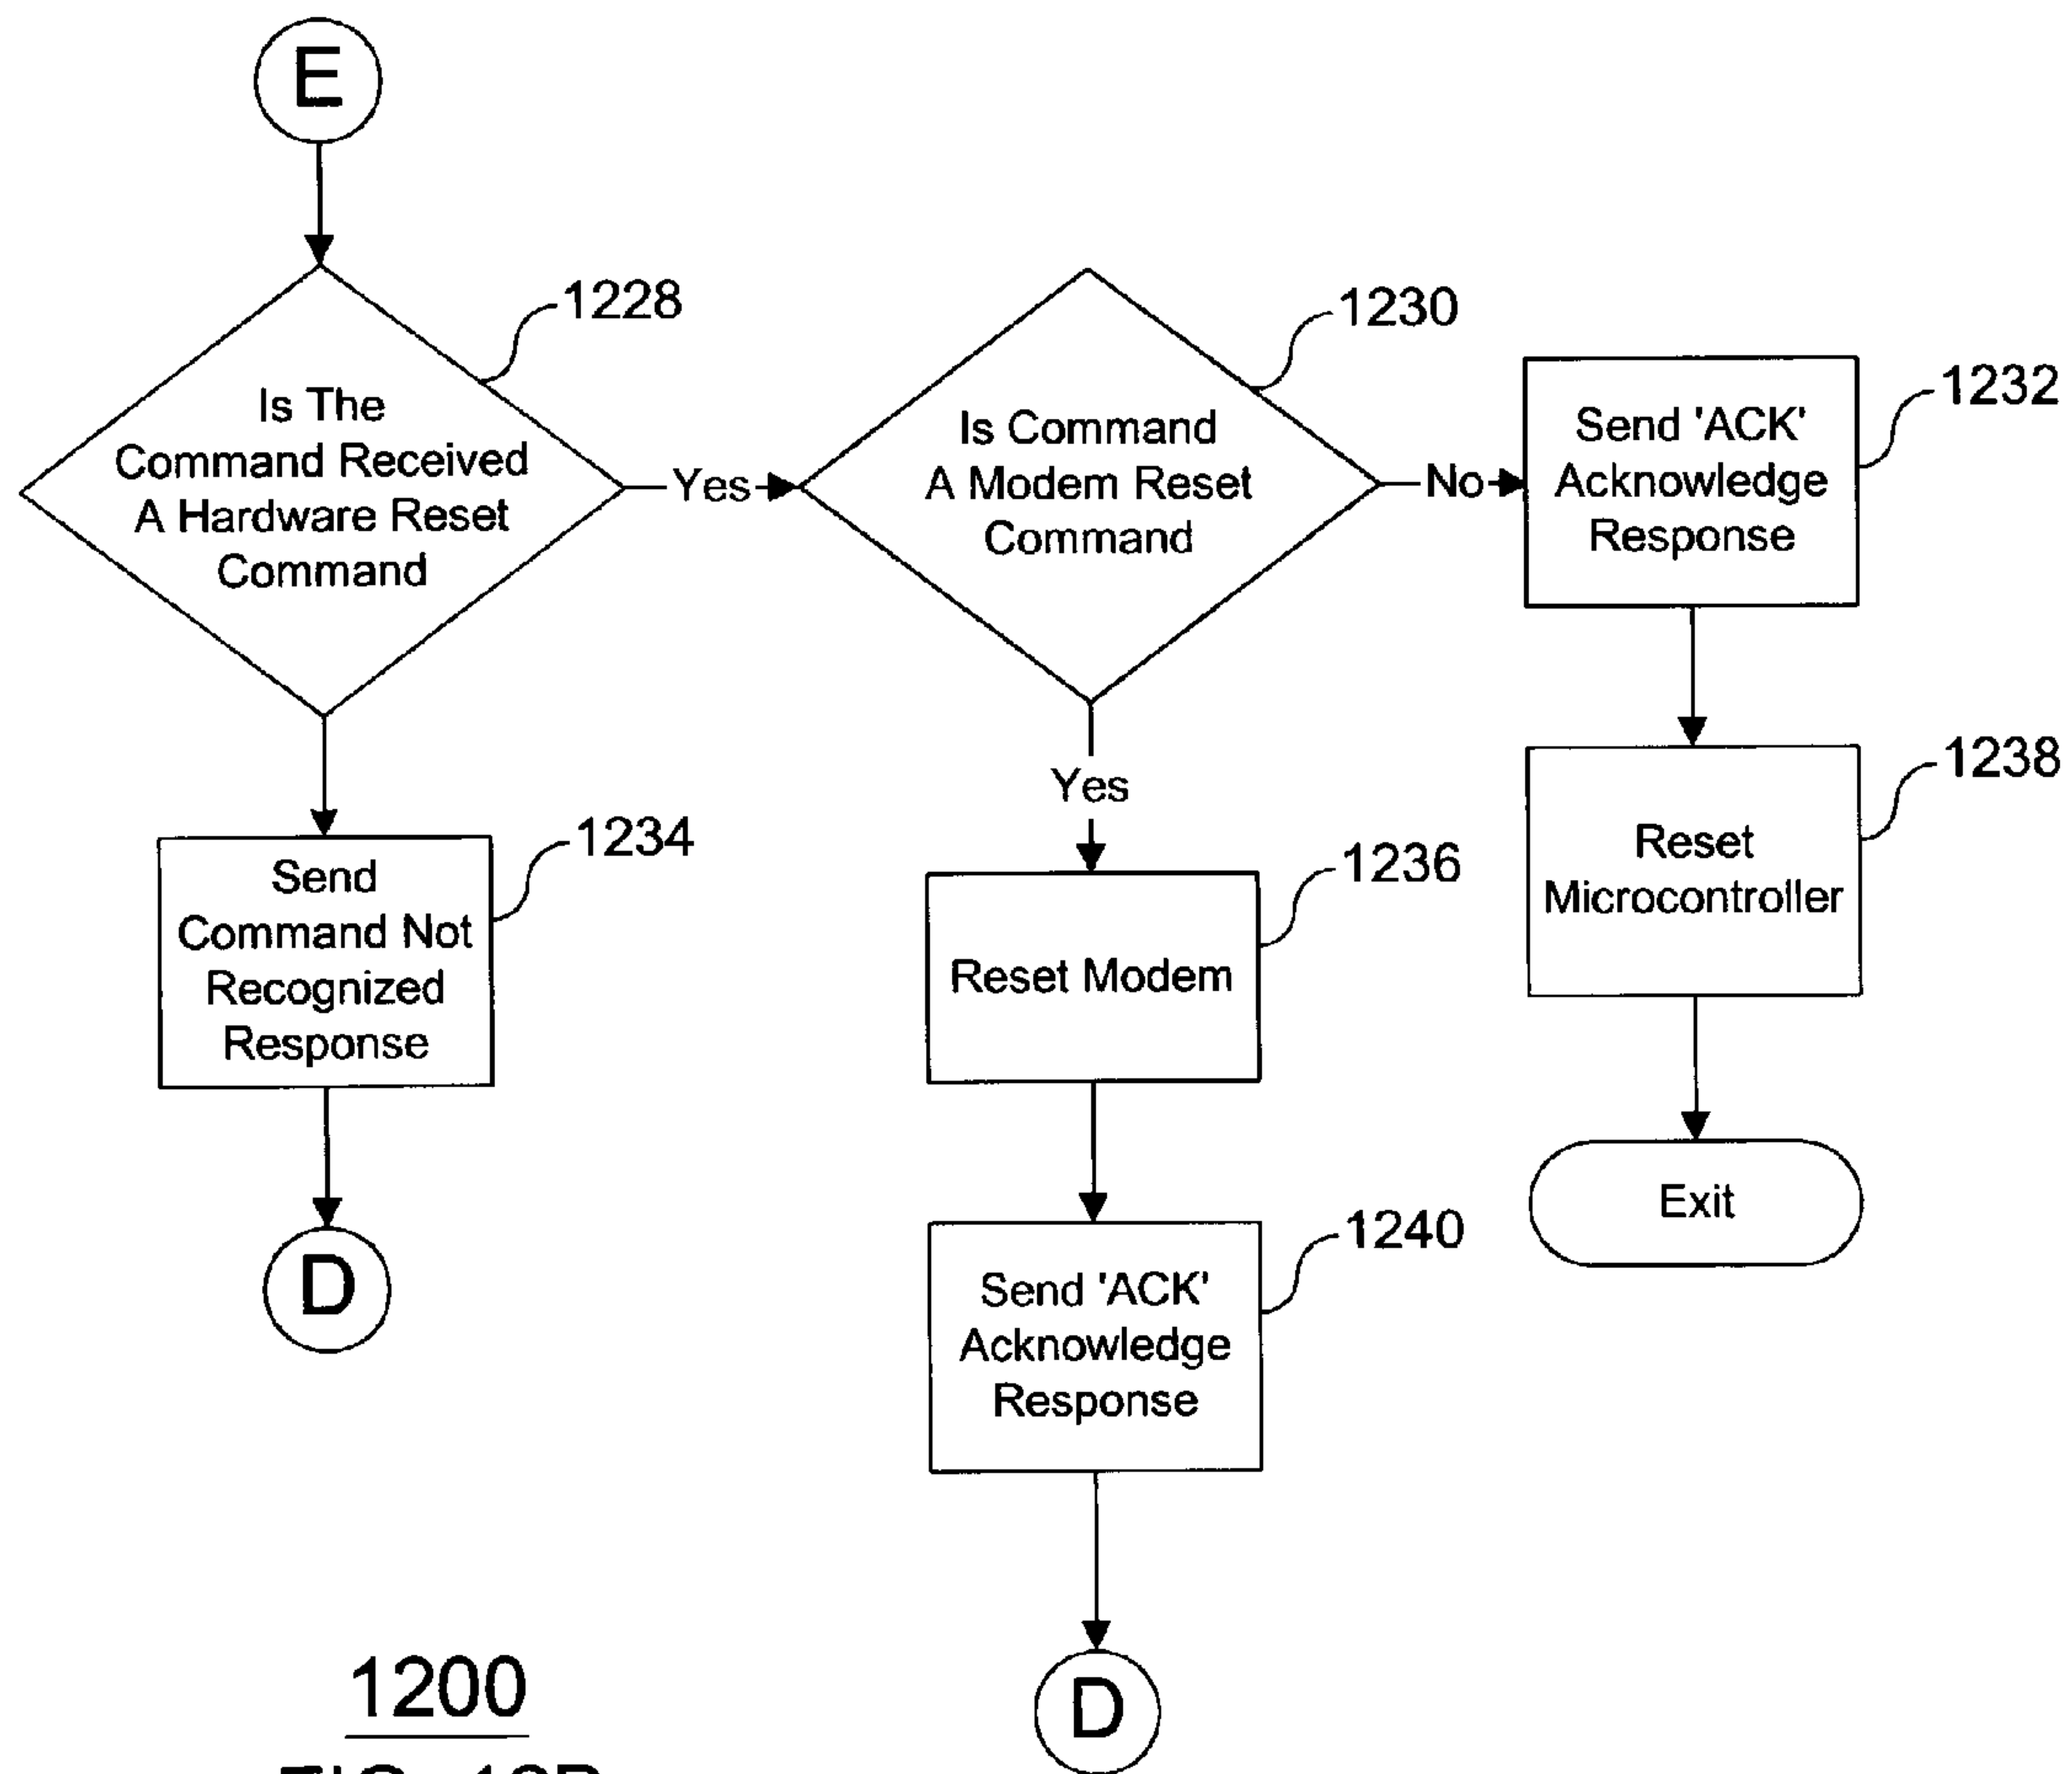 E
1228
Is The
Command Received
A Hardware Reset
Command
Yes
1230
Is Command
A Modem Reset
Command
No
1232
Send 'ACK'
Acknowledge
Response
Yes
1234
Send
Command Not
Recognized
Response
1236
Reset Modem
1238
Reset
Microcontroller
Exit
D
1240
Send 'ACK'
Acknowledge
Response
D
1200